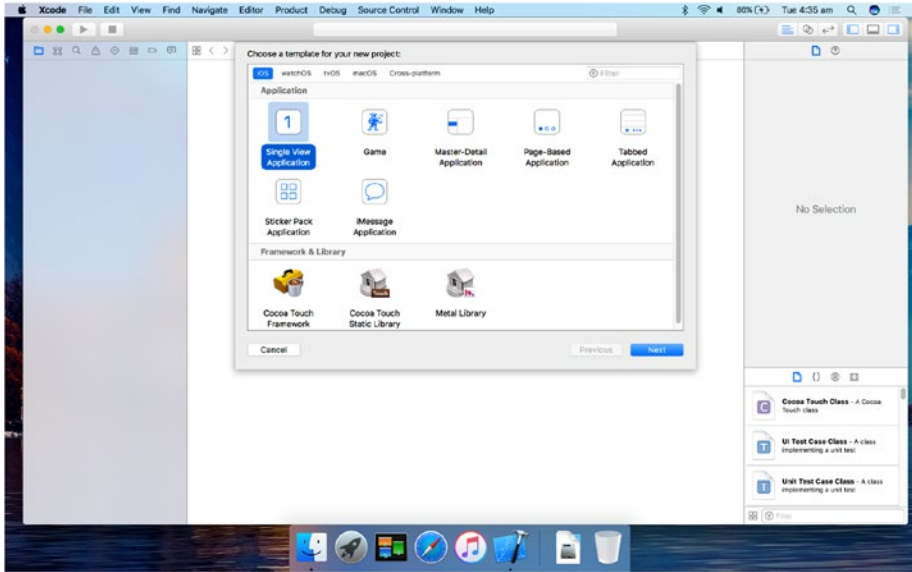 Xcode File Edit View Find Navigate Editor Product Debug Source Control Window Help 86% Tue 4:35 am
Choose a template for your new project:
iOS watchOS tvOS macOS Cross-platform Filter
Application
1
Single View Application
Game
Master-Detail Application
Page-Based Application
Tabbed Application
Sticker Pack Application
iMessage Application
Framework & Library
Touch
Cocoa Touch Framework
Cocoa Touch Static Library
Metal Library
Cancel Previous Next
No Selection
{}
C
Cocoa Touch Class - A Cocoa
Touch class
T
UI Test Case Class - A class
implementing a unit test
T
Unit Test Case Class - A class
implementing a unit test
Filter